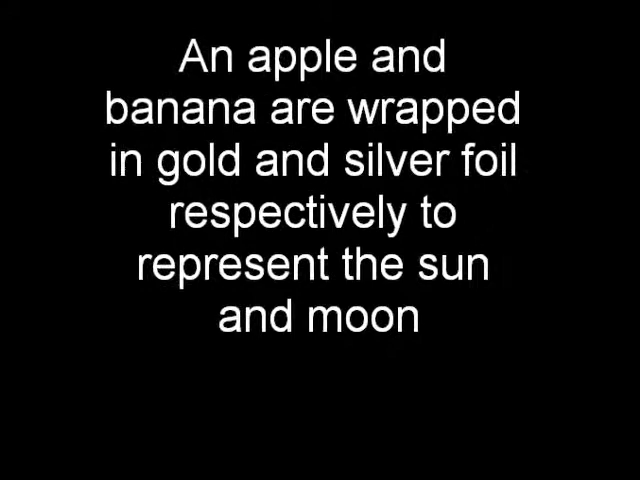 An apple and
banana are wrapped
in gold and silver foil
respectively to
represent the sun
and moon